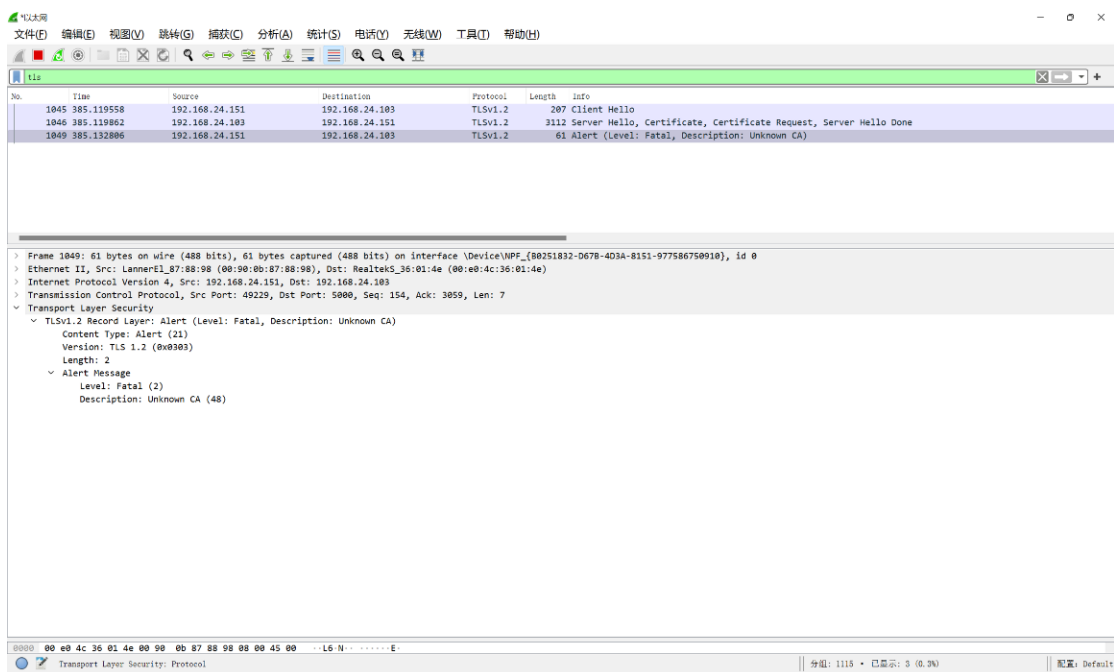 *以太网
文件(F) 编辑(E) 视图(V) 跳转(G) 捕获(C) 分析(A) 统计(S) 电话(Y) 无线(W) 工具(T) 帮助(H)
tls
No. Time Source Destination Protocol Length Info
1045 385.119558 192.168.24.151 192.168.24.103 TLSv1.2 207 Client Hello
1046 385.119862 192.168.24.103 192.168.24.151 TLSv1.2 3112 Server Hello, Certificate, Certificate Request, Server Hello Done
1049 385.132806 192.168.24.151 192.168.24.103 TLSv1.2 61 Alert (Level: Fatal, Description: Unknown CA)
Frame 1049: 61 bytes on wire (488 bits), 61 bytes captured (488 bits) on interface \Device\NPF_{B0251832-D67B-4D3A-8151-977586750910}, id 0
Ethernet II, Src: LannerEl_87:88:98 (00:90:0b:87:88:98), Dst: RealtekS_36:01:4e (00:e0:4c:36:01:4e)
Internet Protocol Version 4, Src: 192.168.24.151, Dst: 192.168.24.103
Transmission Control Protocol, Src Port: 49229, Dst Port: 5000, Seq: 154, Ack: 3059, Len: 7
Transport Layer Security
TLSv1.2 Record Layer: Alert (Level: Fatal, Description: Unknown CA)
Content Type: Alert (21)
Version: TLS 1.2 (0x0303)
Length: 2
Alert Message
Level: Fatal (2)
Description: Unknown CA (48)
0000 00 e0 4c 36 01 4e 00 90 0b 87 88 98 08 00 45 00 ··L6·N·· ······E·
Transport Layer Security: Protocol 分组: 1115 · 已显示: 3 (0.3%) 配置: Default